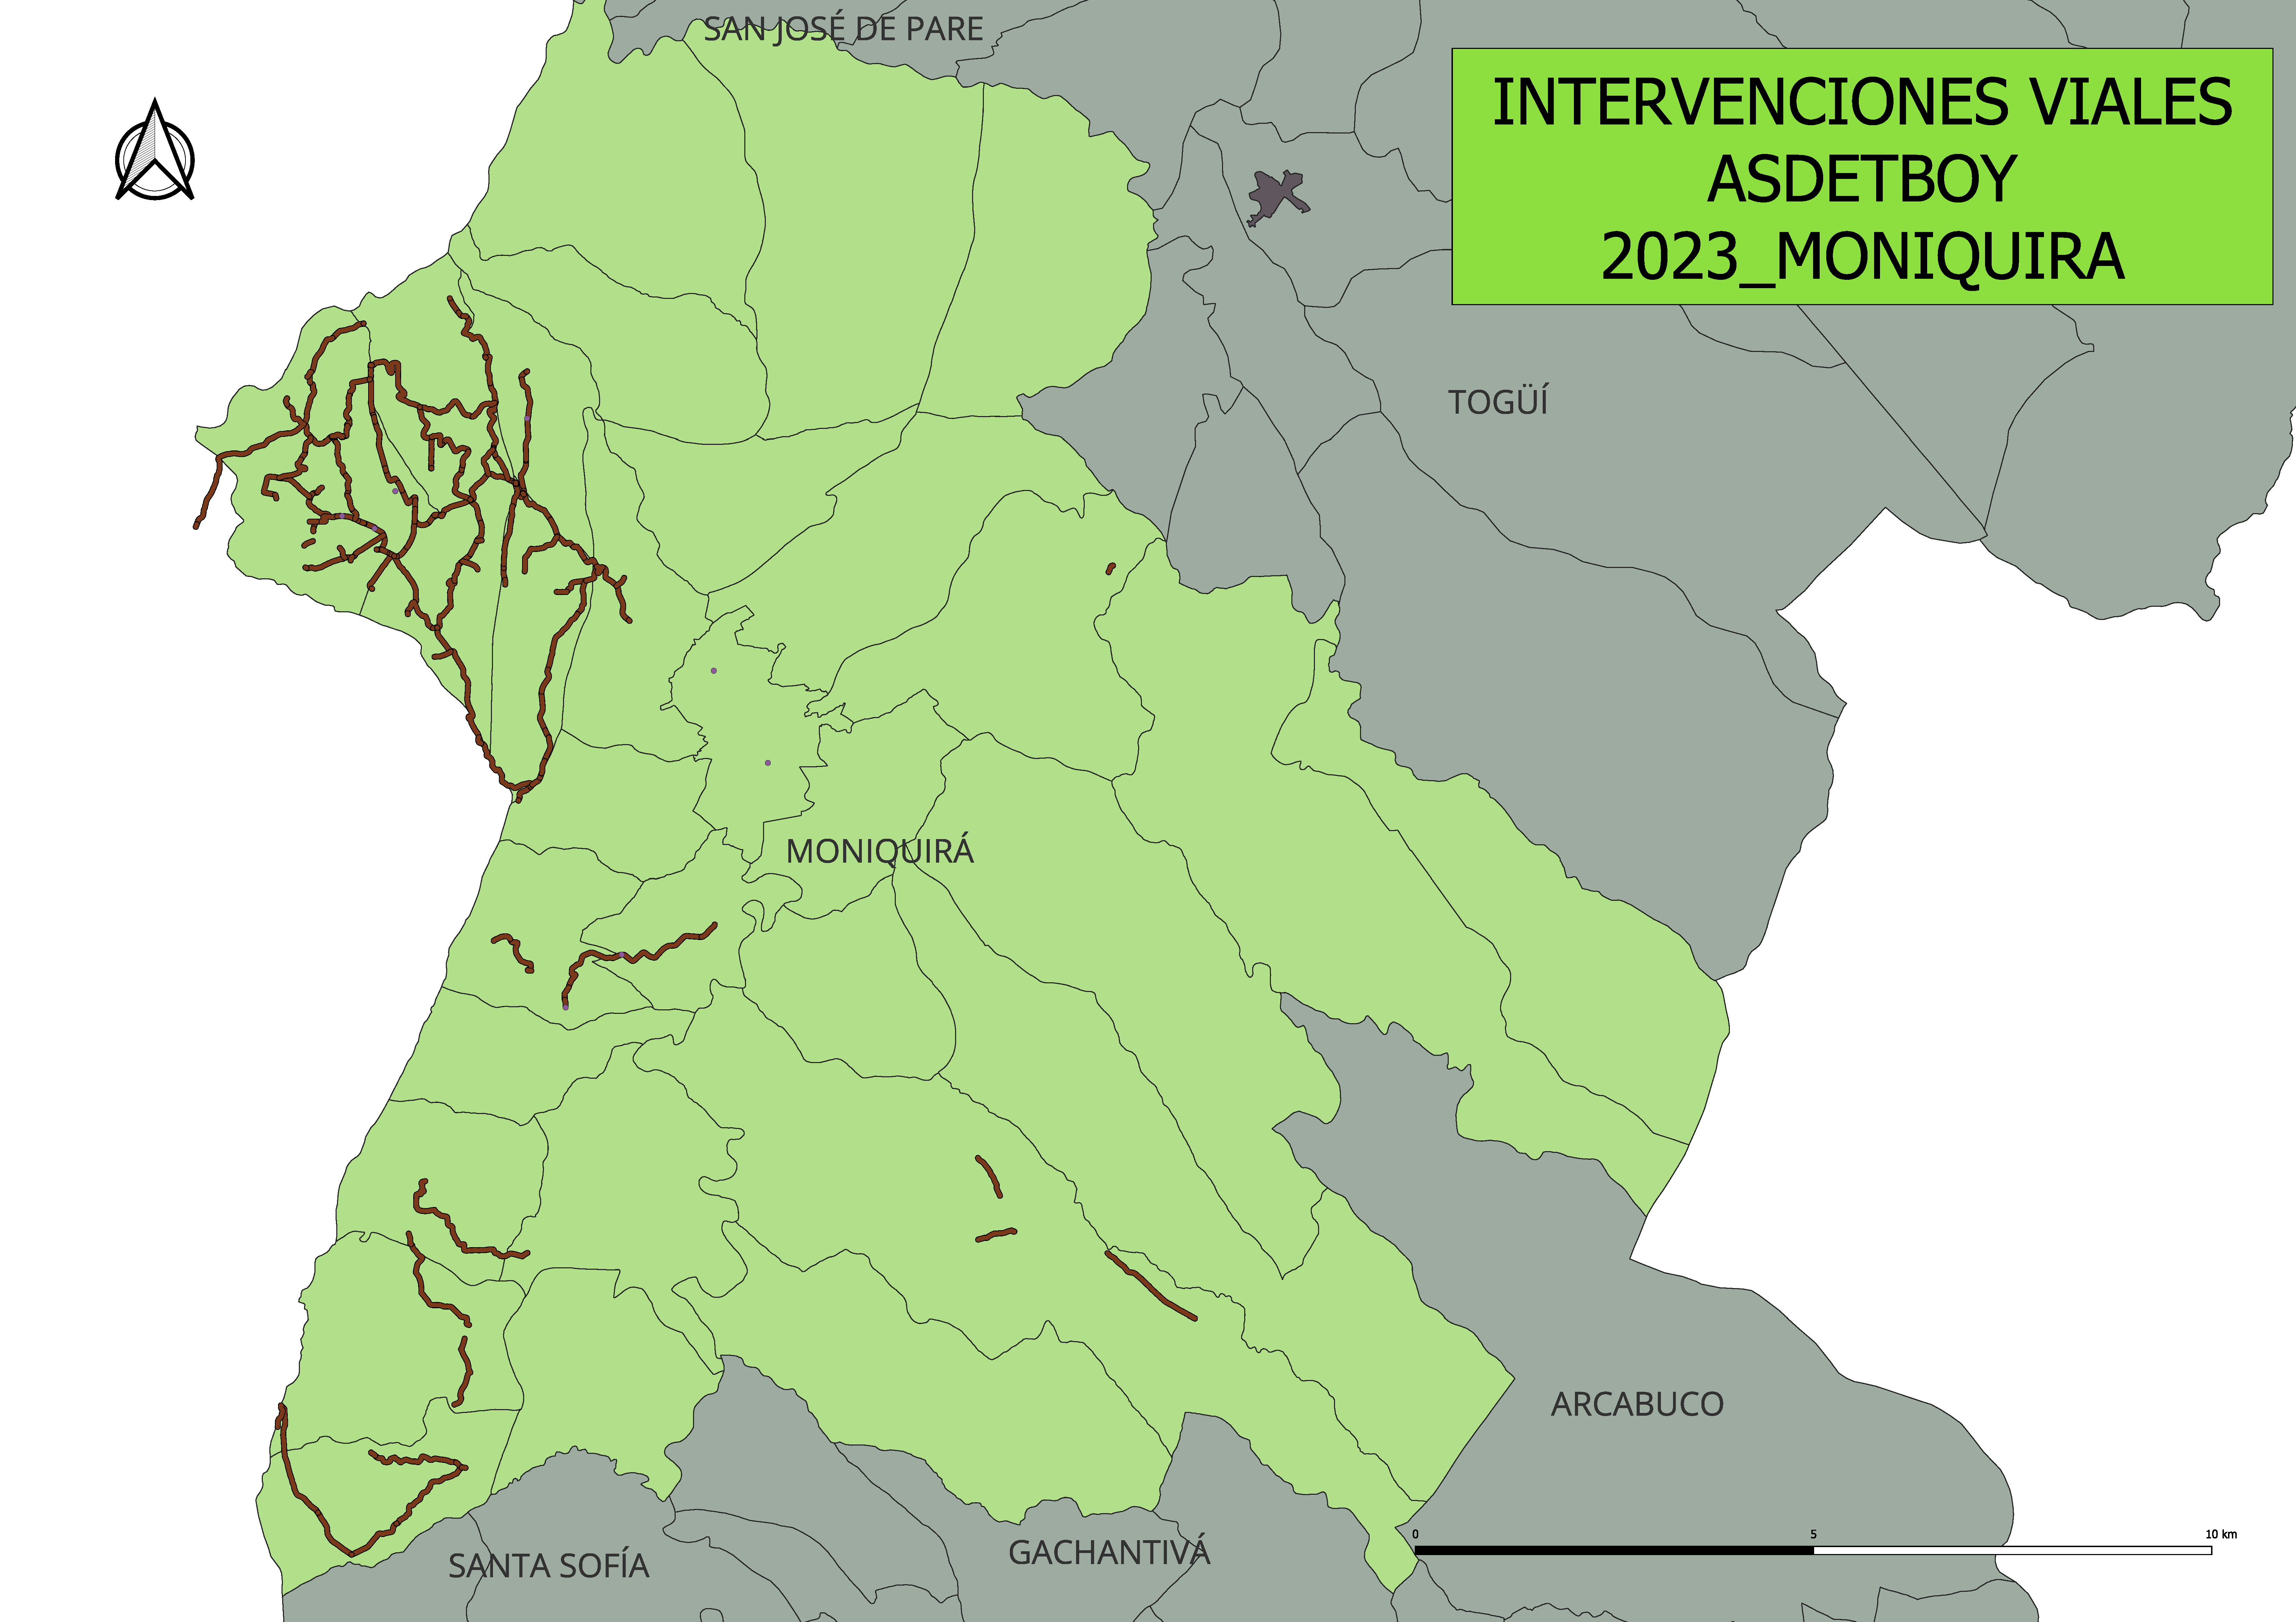 SAN JOSÉ DE PARE
INTERVENCIONES VIALES
ASDETBOY
2023_MONIQUIRA
TOGÜÍ
MONIQUIRÁ
ARCABUCO
0 5 10 km
GACHANTIVÁ
SANTA SOFÍA